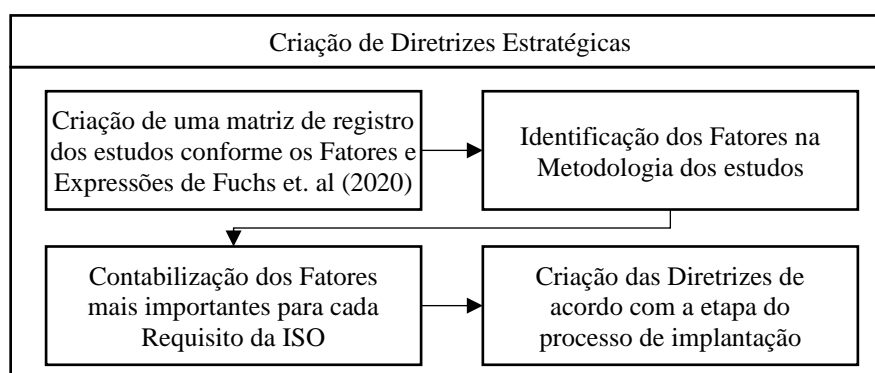 Criação de Diretrizes Estratégicas
Criação de uma matriz de registro
dos estudos conforme os Fatores e
Expressões de Fuchs et. al (2020)
Identificação dos Fatores na
Metodologia dos estudos
Contabilização dos Fatores
mais importantes para cada
Requisito da ISO
Criação das Diretrizes de
acordo com a etapa do
processo de implantação